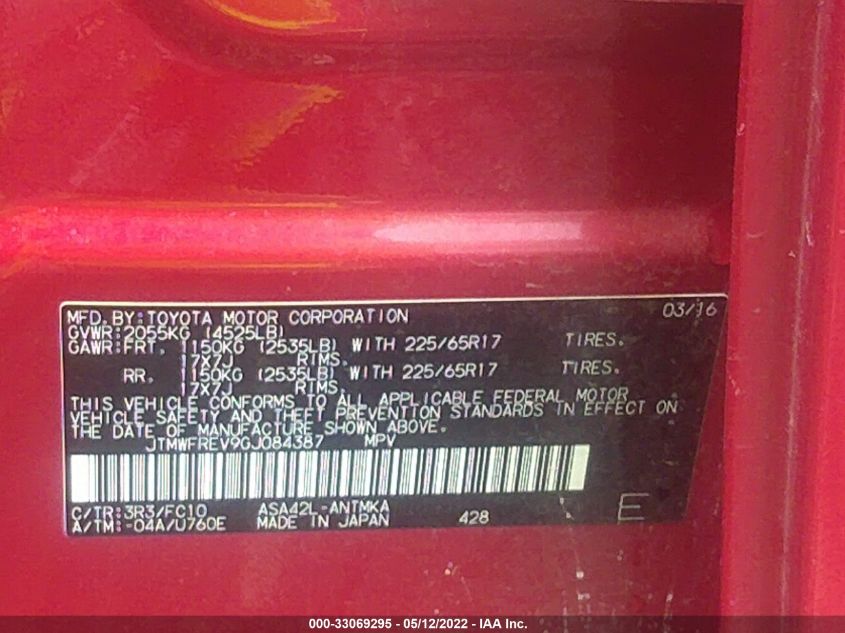 MFD. BY: TOYOTA MOTOR CORPORATION 03/16
GVWR: 2055KG (4525LB)
GAWR: FRT. 1150KG (2535LB) WITH 225/65R17 TIRES.
17X7J RIMS.
RR. 1150KG (2535LB) WITH 225/65R17 TIRES.
17X7J RIMS.
THIS VEHICLE CONFORMS TO ALL APPLICABLE FEDERAL MOTOR
VEHICLE SAFETY AND THEFT PREVENTION STANDARDS IN EFFECT ON
THE DATE OF MANUFACTURE SHOWN ABOVE.
JTMWFREV9GJ084387 MPV
C/TR: 3R3/FC10 ASA42L-ANTMKA
A/TM: -04A/U760E MADE IN JAPAN 428 E
000-33069295 - 05/12/2022 - IAA Inc.